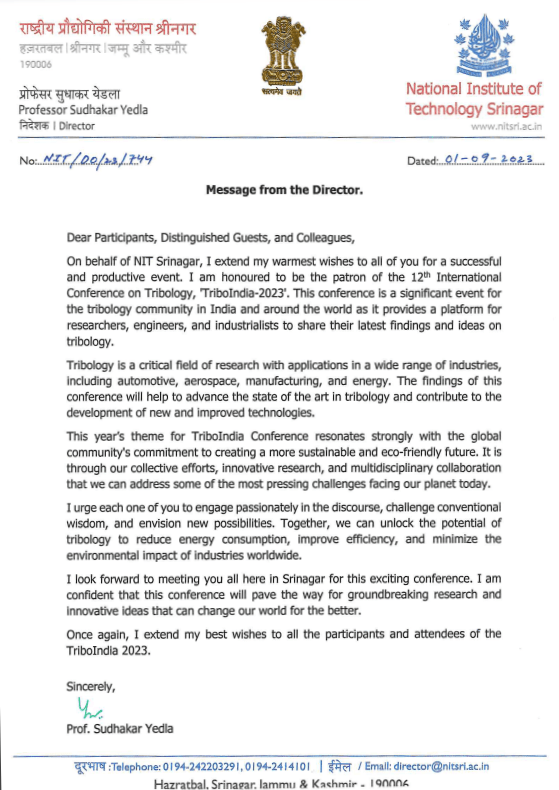 राष्ट्रीय प्रौद्योगिकी संस्थान श्रीनगर
हज़रतबल | श्रीनगर | जम्मू और कश्मीर
190006
प्रोफेसर सुधाकर येडला
Professor Sudhakar Yedla
निदेशक | Director
सत्यमेव जयते
National Institute of
Technology Srinagar
www.nitsri.ac.in
No: NIT/DO/23/744
Dated: 01-09-2023
Message from the Director.
Dear Participants, Distinguished Guests, and Colleagues,
On behalf of NIT Srinagar, I extend my warmest wishes to all of you for a successful
and productive event. I am honoured to be the patron of the 12th International
Conference on Tribology, 'TriboIndia-2023'. This conference is a significant event for
the tribology community in India and around the world as it provides a platform for
researchers, engineers, and industrialists to share their latest findings and ideas on
tribology.
Tribology is a critical field of research with applications in a wide range of industries,
including automotive, aerospace, manufacturing, and energy. The findings of this
conference will help to advance the state of the art in tribology and contribute to the
development of new and improved technologies.
This year's theme for TriboIndia Conference resonates strongly with the global
community's commitment to creating a more sustainable and eco-friendly future. It is
through our collective efforts, innovative research, and multidisciplinary collaboration
that we can address some of the most pressing challenges facing our planet today.
I urge each one of you to engage passionately in the discourse, challenge conventional
wisdom, and envision new possibilities. Together, we can unlock the potential of
tribology to reduce energy consumption, improve efficiency, and minimize the
environmental impact of industries worldwide.
I look forward to meeting you all here in Srinagar for this exciting conference. I am
confident that this conference will pave the way for groundbreaking research and
innovative ideas that can change our world for the better.
Once again, I extend my best wishes to all the participants and attendees of the
TriboIndia 2023.
Sincerely,
Prof. Sudhakar Yedla
दूरभाष :Telephone: 0194-242203291, 0194-2414101 | ईमेल / Email: director@nitsri.ac.in
Hazratbal, Srinagar, Jammu & Kashmir - 190006